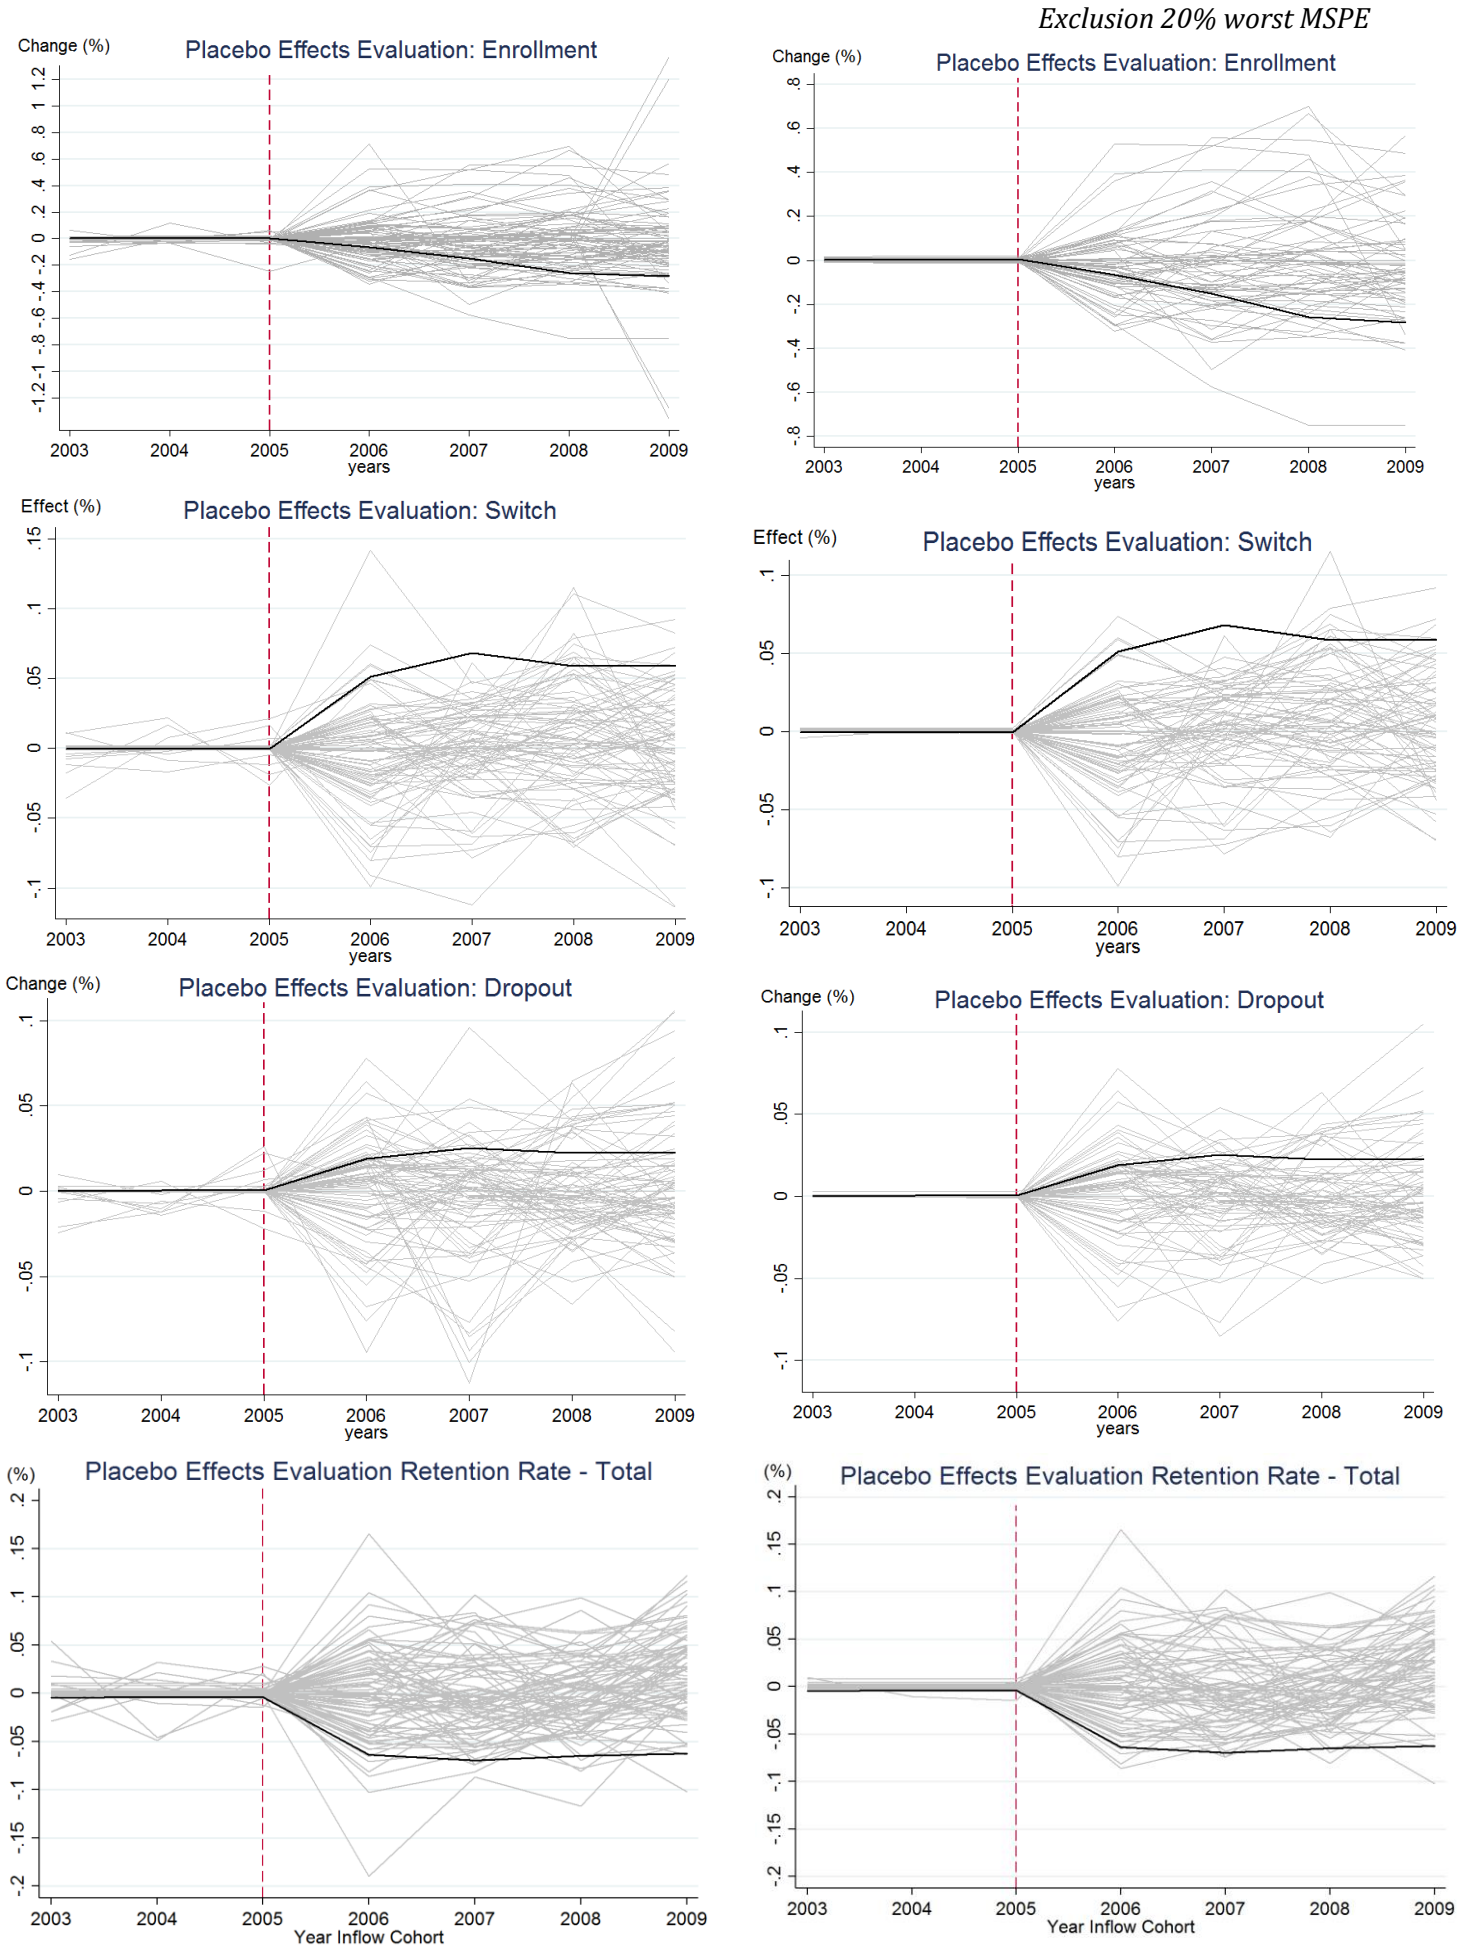 Exclusion 20% worst MSPE
Change (%)
Placebo Effects Evaluation: Enrollment
1.2
1
.8
.6
.4
.2
0
-.2
-.4
-.6
-.8
-1
-1.2
2003 2004 2005 2006 2007 2008 2009
years
Change (%)
Placebo Effects Evaluation: Enrollment
.8
.6
.4
.2
0
-.2
-.4
-.6
-.8
2003 2004 2005 2006 2007 2008 2009
years
Effect (%)
Placebo Effects Evaluation: Switch
.15
.1
.05
0
-.05
-.1
2003 2004 2005 2006 2007 2008 2009
years
Effect (%)
Placebo Effects Evaluation: Switch
.1
.05
0
-.05
-.1
2003 2004 2005 2006 2007 2008 2009
years
Change (%)
Placebo Effects Evaluation: Dropout
.1
.05
0
-.05
-.1
2003 2004 2005 2006 2007 2008 2009
years
Change (%)
Placebo Effects Evaluation: Dropout
.1
.05
0
-.05
-.1
2003 2004 2005 2006 2007 2008 2009
years
(%)
Placebo Effects Evaluation Retention Rate - Total
.2
.15
.1
.05
0
-.05
-.1
-.15
-.2
2003 2004 2005 2006 2007 2008 2009
Year Inflow Cohort
(%)
Placebo Effects Evaluation Retention Rate - Total
.2
.15
.1
.05
0
-.05
-.1
-.15
-.2
2003 2004 2005 2006 2007 2008 2009
Year Inflow Cohort